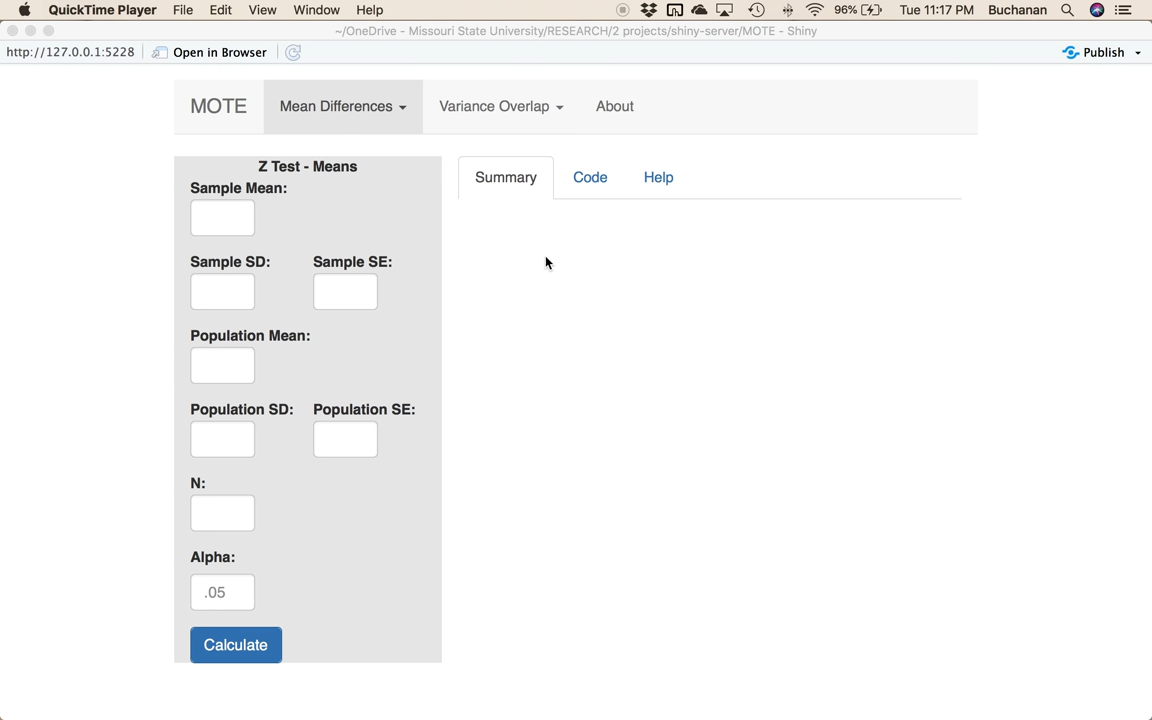 QuickTime Player File Edit View Window Help 96% Tue 11:17 PM Buchanan
~/OneDrive - Missouri State University/RESEARCH/2 projects/shiny-server/MOTE - Shiny
http://127.0.0.1:5228 Open in Browser Publish
MOTE Mean Differences Variance Overlap About
Z Test - Means
Summary Code Help
Sample Mean:
Sample SD: Sample SE:
Population Mean:
Population SD: Population SE:
N:
Alpha:
.05
Calculate